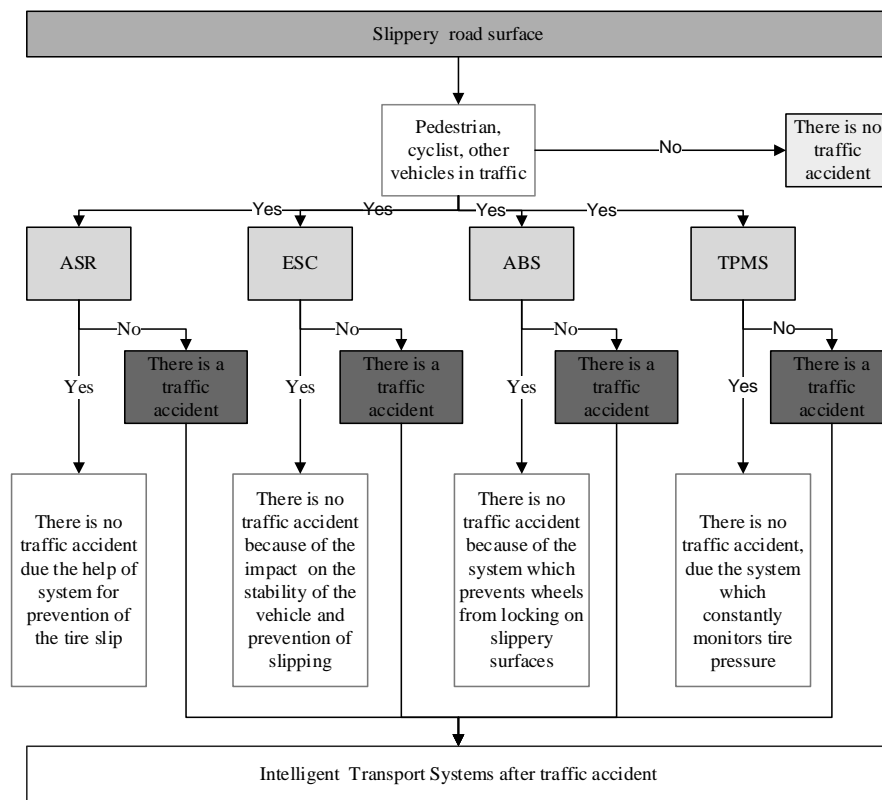 Slippery road surface
Pedestrian,
cyclist, other
vehicles in traffic
No
There is no
traffic
accident
Yes
Yes
Yes
Yes
ASR
ESC
ABS
TPMS
No
No
No
No
There is a
traffic
accident
There is a
traffic
accident
There is a
traffic
accident
There is a
traffic
accident
Yes
Yes
Yes
Yes
There is no
traffic accident
due the help of
system for
prevention of
the tire slip
There is no
traffic accident
because of the
impact on the
stability of the
vehicle and
prevention of
slipping
There is no
traffic accident
because of the
system which
prevents wheels
from locking on
slippery
surfaces
There is no
traffic accident,
due the system
which
constantly
monitors tire
pressure
Intelligent Transport Systems after traffic accident